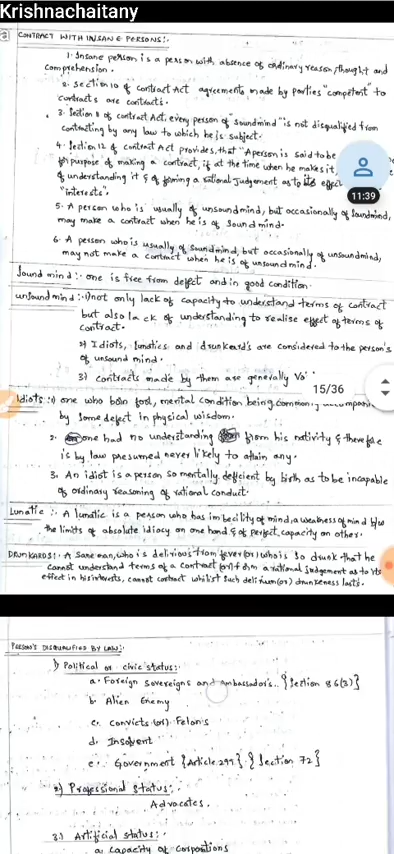 Krishnachaitany
CONTRACT WITH INSANE PERSONS:-
1. Insane person is a person with absence of ordinary reason, thought and
comprehension.
2. section 10 of contract Act agreements made by parties "competent" to
contracts are contracts.
3. Section 11 of contract Act, every person of "soundmind" is not disqualified from
contracting by any law to which he is subject.
4. Section 12 of contract Act provides, that "A person is said to be
for purpose of making a contract, if at the time when he makes it,
of understanding it & of forming a rational Judgement as to its effect
"interests".
11:39
5. A person who is usually of unsoundmind, but occasionally of Soundmind,
may make a contract when he is of sound mind.
6. A person who is usually of soundmind, but occasionally of unsoundmind,
may not make a contract when he is of unsound mind.
Sound mind:- one is free from defect and in good condition.
unsound mind:- 1) not only lack of capacity to understand terms of contract
but also lack of understanding to realise effect of terms of
contract.
2) Idiots, lunatics and drunkards are considered to the person's
of unsound mind.
3) contracts made by them are generally Vo
15/36
Idiots:- 1) one who born fool, mental condition being common,
by some defect in physical wisdom.
2. one had no understanding from his nativity & therefore
is by law presumed never likely to attain any.
3. An idiot is a person so mentally deficient by birth as to be incapable
of ordinary reasoning of rational conduct.
Lunatic:- A lunatic is a person who has imbecility of mind, a weakness of mind b/w
the limits of absolute idiocy on one hand & of perfect capacity on other.
DRUNKARDS:- A sane man, who is delirious from fever (or) who is so drunk that he
cannot understand terms of a contract (or) form a rational judgement as to its
effect in his interests, cannot contract whilst such delirium (or) drunkenness lasts.
PERSON'S DISQUALIFIED BY LAW:-
1) Political or civic status:-
a. Foreign sovereigns and ambassador's. {Section 86(3)}
b. Alien Enemy
c. Convicts (or) Felons
d. Insolvent
e. Government {Article 299} {Section 72}
2) Professional status:-
Advocates.
3.) Artificial status:-
a. Capacity of corporations